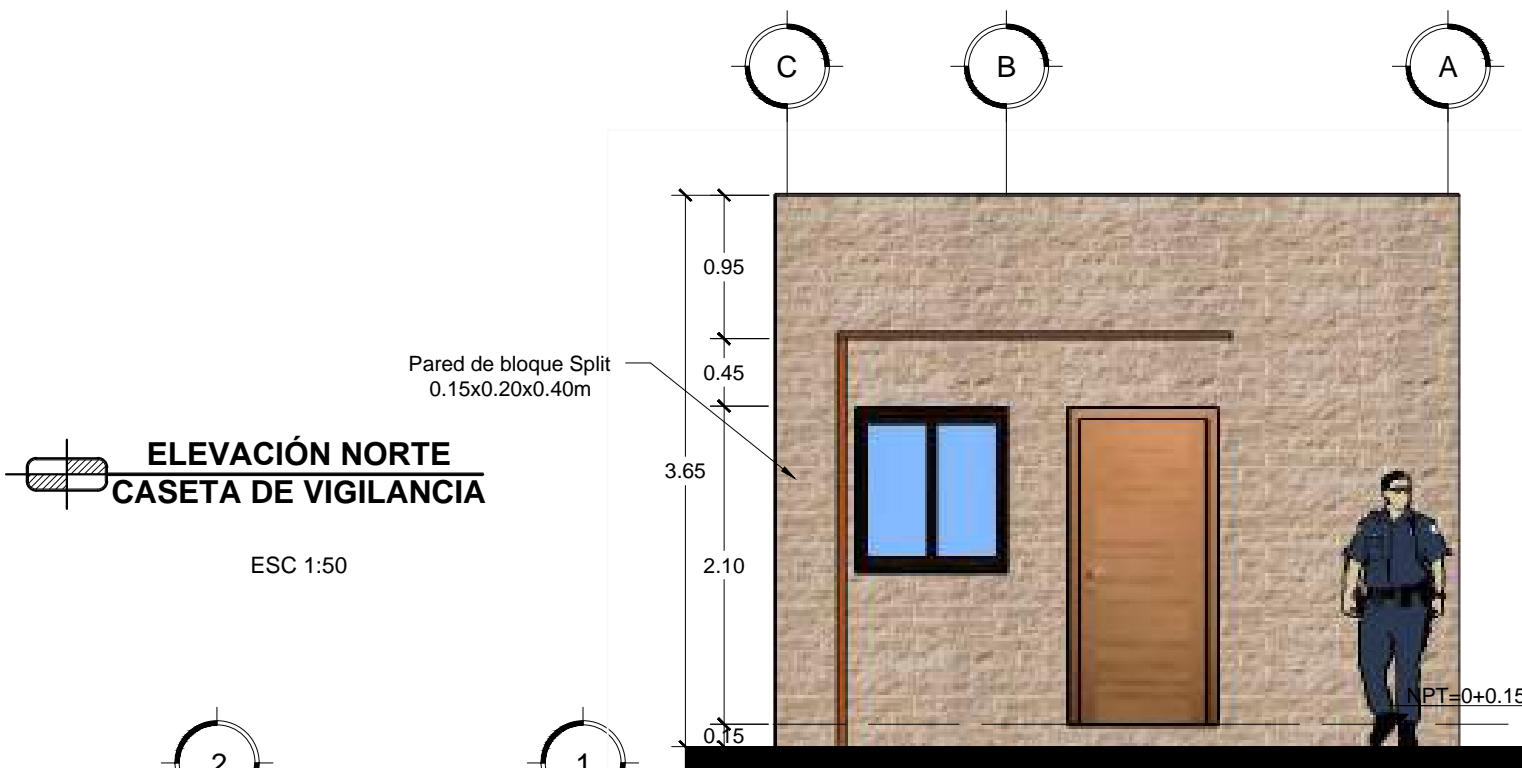 C
B
A
0.95
Pared de bloque Split
0.15x0.20x0.40m
0.45
ELEVACIÓN NORTE
CASETA DE VIGILANCIA
3.65
ESC 1:50
2.10
NPT=0+0.15
0.15
2
1